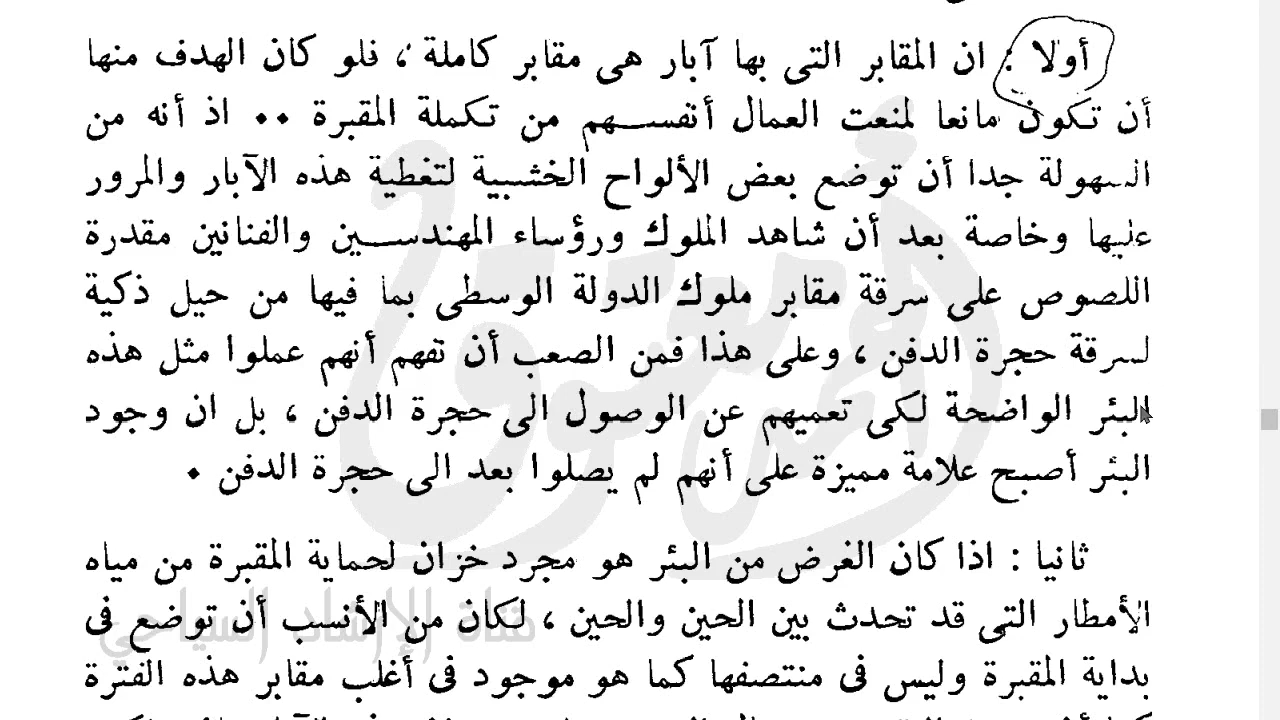 أولا : ان المقابر التى بها آبار هى مقابر كاملة ، فلو كان الهدف منها
أن تكون مانعا لمنعت العمال أنفسهم من تكملة المقبرة ٠٠ اذ أنه من
السهولة جدا أن توضع بعض الألواح الخشبية لتغطية هذه الآبار والمرور
عليها وخاصة بعد أن شاهد الملوك ورؤساء المهندسين والفنانين مقدرة
اللصوص على سرقة مقابر ملوك الدولة الوسطى بما فيها من حيل ذكية
لسرقة حجرة الدفن ، وعلى هذا فمن الصعب أن تفهم أنهم عملوا مثل هذه
البئر الواضحة لكى تعميهم عن الوصول الى حجرة الدفن ، بل ان وجود
البئر أصبح علامة مميزة على أنهم لم يصلوا بعد الى حجرة الدفن ٠
ثانيا : اذا كان الغرض من البئر هو مجرد خزان لحماية المقبرة من مياه
الأمطار التى قد تحدث بين الحين والحين ، لكان من الأنسب أن توضع فى
قناة الإرشاد السياحي
بداية المقبرة وليس فى منتصفها كما هو موجود فى أغلب مقابر هذه الفترة